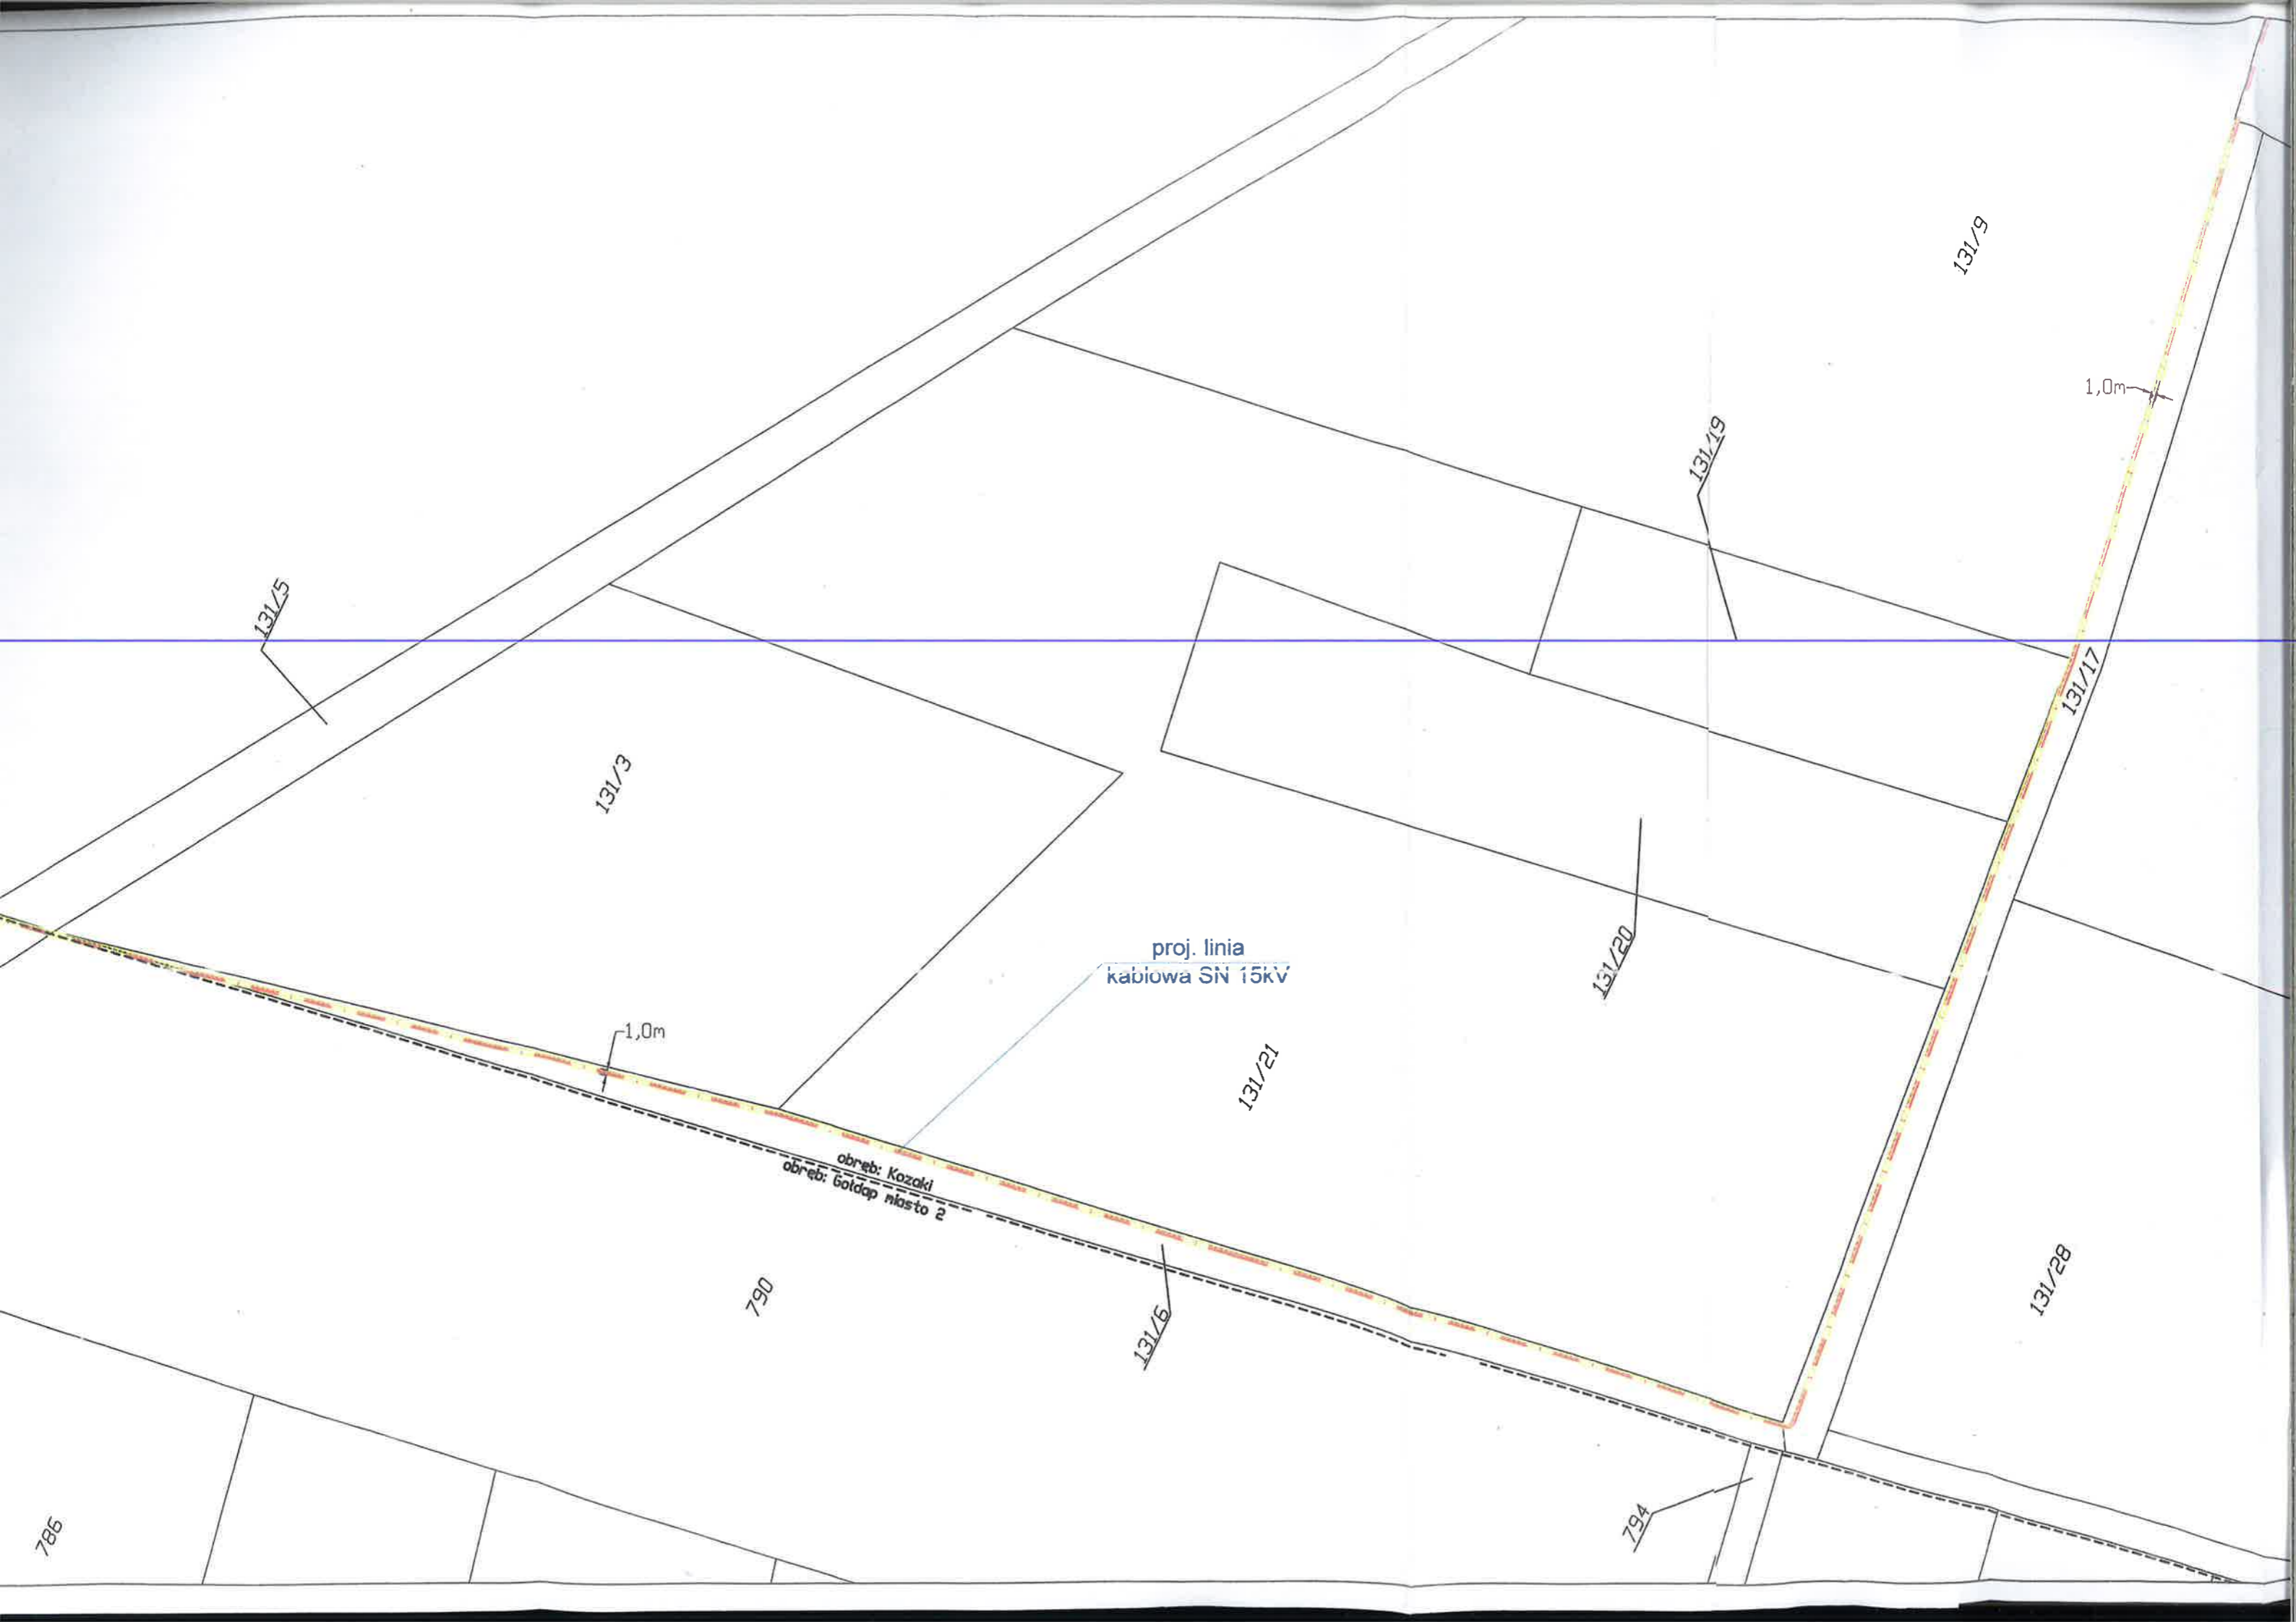 131/9
1,0m
131/19
131/5
131/17
131/3
131/20
proj. linia
kablowa SN 15kV
1,0m
131/21
obręb: Kozaki
obręb: Gołdap miasto 2
131/28
790
131/6
794
786